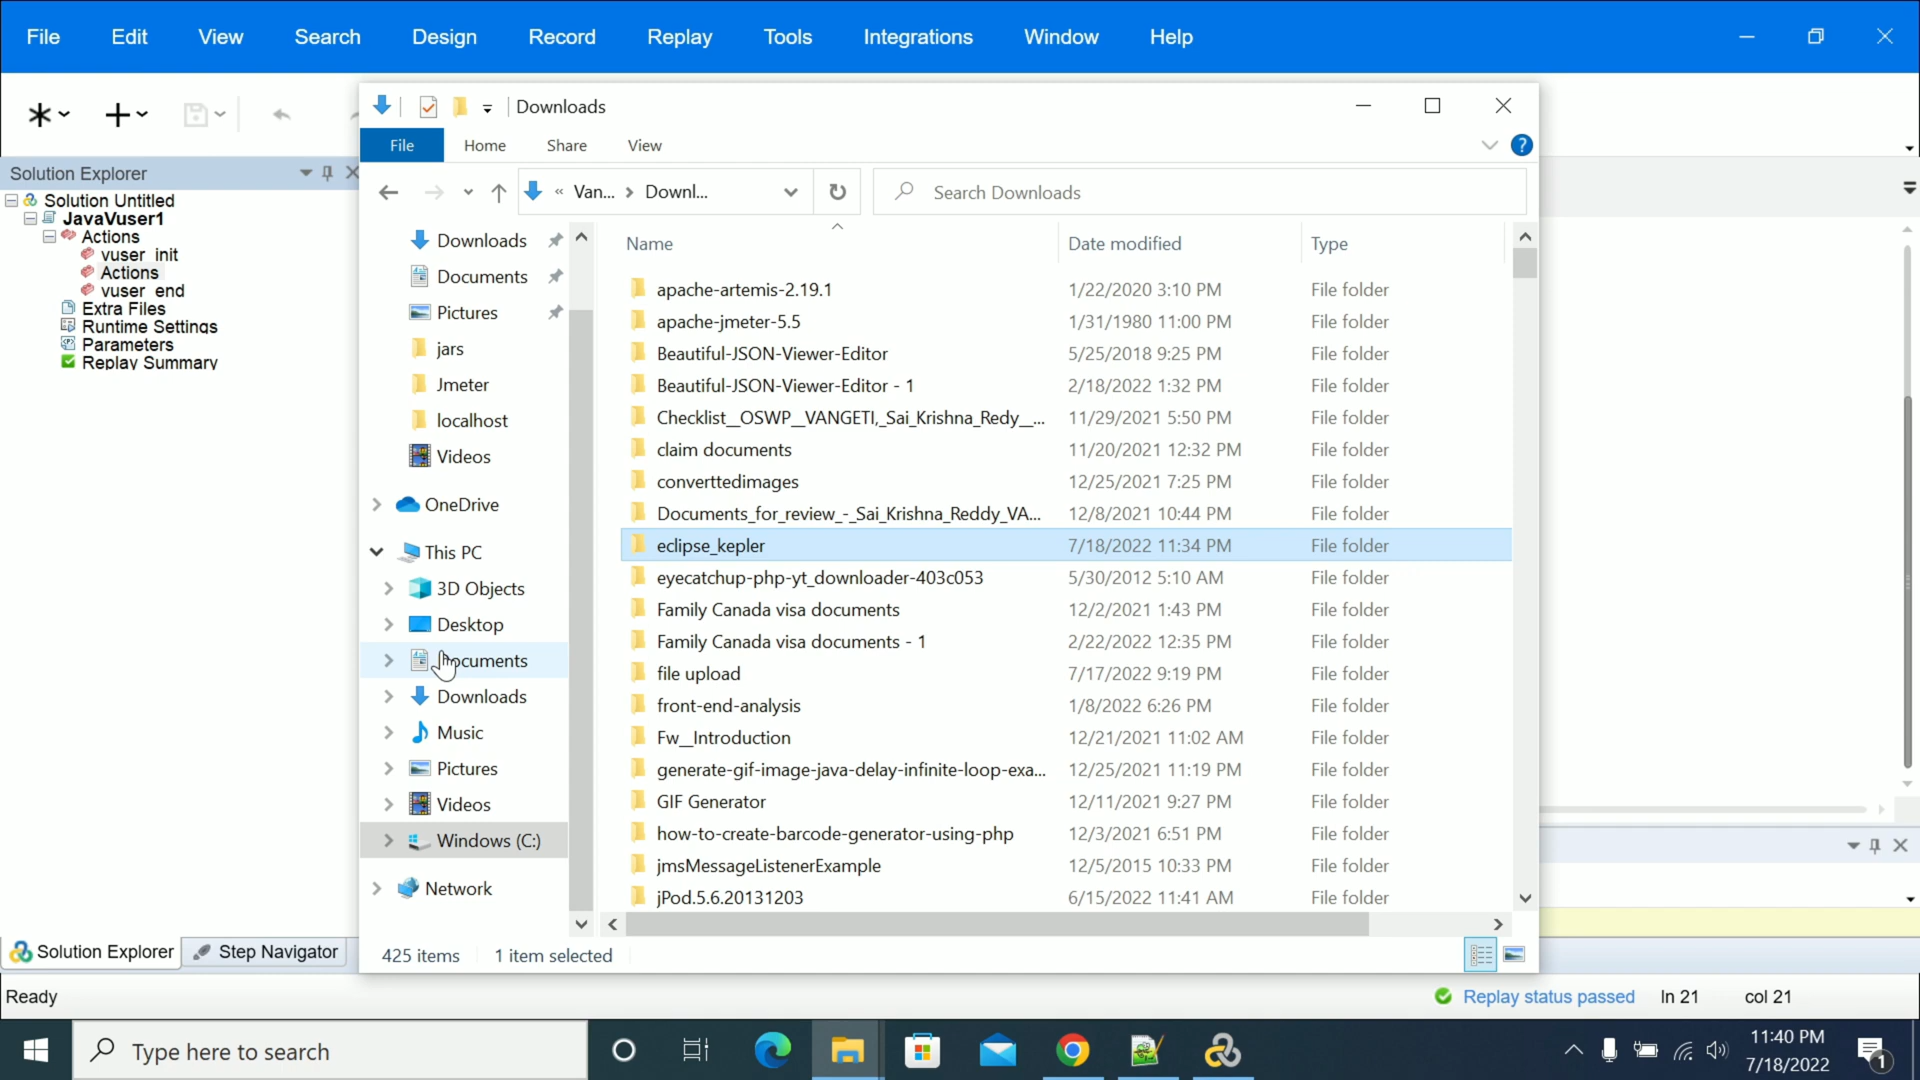 File Edit View Search Design Record Replay Tools Integrations Window Help
Downloads
File Home Share View
Solution Explorer
« Van... > Downl...
Search Downloads
Solution Untitled
JavaVuser1
Actions
vuser_init
Actions
vuser_end
Extra Files
Runtime Settings
Parameters
Replay Summary
Downloads
Documents
Pictures
jars
Jmeter
localhost
Videos
OneDrive
This PC
3D Objects
Desktop
Documents
Downloads
Music
Pictures
Videos
Windows (C:)
Network
Name Date modified Type
apache-artemis-2.19.1 1/22/2020 3:10 PM File folder
apache-jmeter-5.5 1/31/1980 11:00 PM File folder
Beautiful-JSON-Viewer-Editor 5/25/2018 9:25 PM File folder
Beautiful-JSON-Viewer-Editor - 1 2/18/2022 1:32 PM File folder
Checklist__OSWP__VANGETI,_Sai_Krishna_Redy__... 11/29/2021 5:50 PM File folder
claim documents 11/20/2021 12:32 PM File folder
converttedimages 12/25/2021 7:25 PM File folder
Documents_for_review_-_Sai_Krishna_Reddy_VA... 12/8/2021 10:44 PM File folder
eclipse_kepler 7/18/2022 11:34 PM File folder
eyecatchup-php-yt_downloader-403c053 5/30/2012 5:10 AM File folder
Family Canada visa documents 12/2/2021 1:43 PM File folder
Family Canada visa documents - 1 2/22/2022 12:35 PM File folder
file upload 7/17/2022 9:19 PM File folder
front-end-analysis 1/8/2022 6:26 PM File folder
Fw__Introduction 12/21/2021 11:02 AM File folder
generate-gif-image-java-delay-infinite-loop-exa... 12/25/2021 11:19 PM File folder
GIF Generator 12/11/2021 9:27 PM File folder
how-to-create-barcode-generator-using-php 12/3/2021 6:51 PM File folder
jmsMessageListenerExample 12/5/2015 10:33 PM File folder
jPod.5.6.20131203 6/15/2022 11:41 AM File folder
425 items 1 item selected
Solution Explorer Step Navigator
Ready Replay status passed ln 21 col 21
Type here to search
11:40 PM
7/18/2022
1